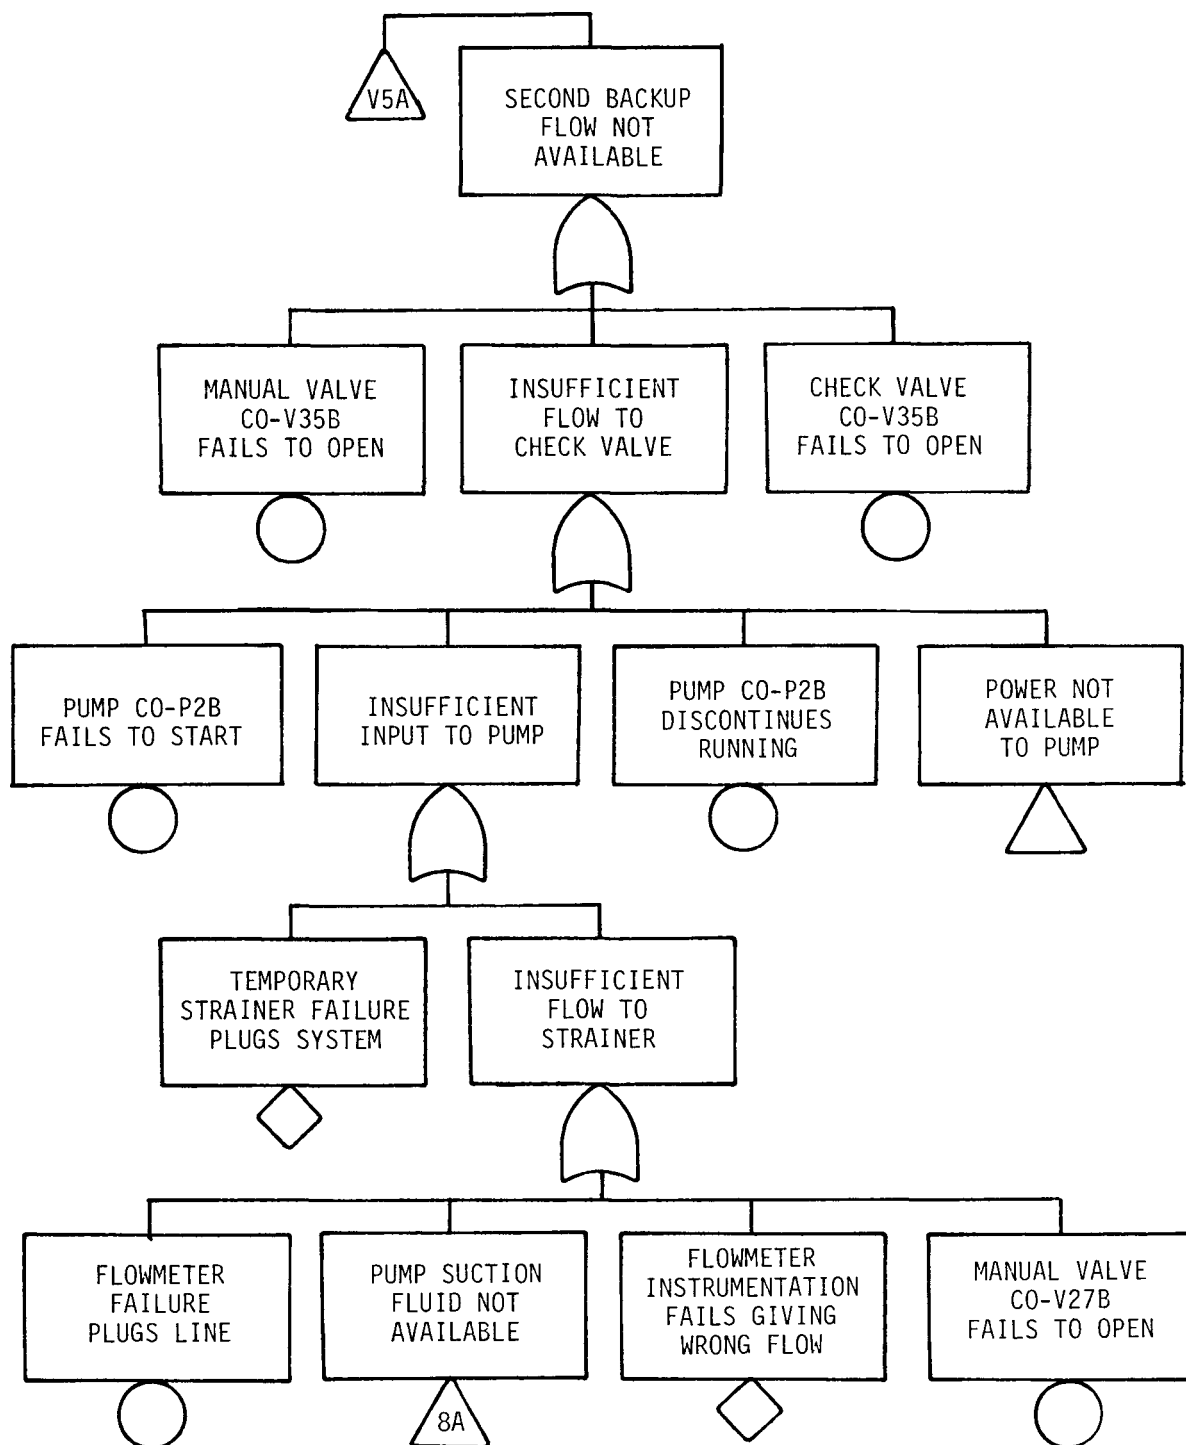 V5A
SECOND BACKUP
FLOW NOT
AVAILABLE
MANUAL VALVE
CO-V35B
FAILS TO OPEN
INSUFFICIENT
FLOW TO
CHECK VALVE
CHECK VALVE
CO-V35B
FAILS TO OPEN
PUMP CO-P2B
FAILS TO START
INSUFFICIENT
INPUT TO PUMP
PUMP CO-P2B
DISCONTINUES
RUNNING
POWER NOT
AVAILABLE
TO PUMP
TEMPORARY
STRAINER FAILURE
PLUGS SYSTEM
INSUFFICIENT
FLOW TO
STRAINER
FLOWMETER
FAILURE
PLUGS LINE
PUMP SUCTION
FLUID NOT
AVAILABLE
8A
FLOWMETER
INSTRUMENTATION
FAILS GIVING
WRONG FLOW
MANUAL VALVE
CO-V27B
FAILS TO OPEN